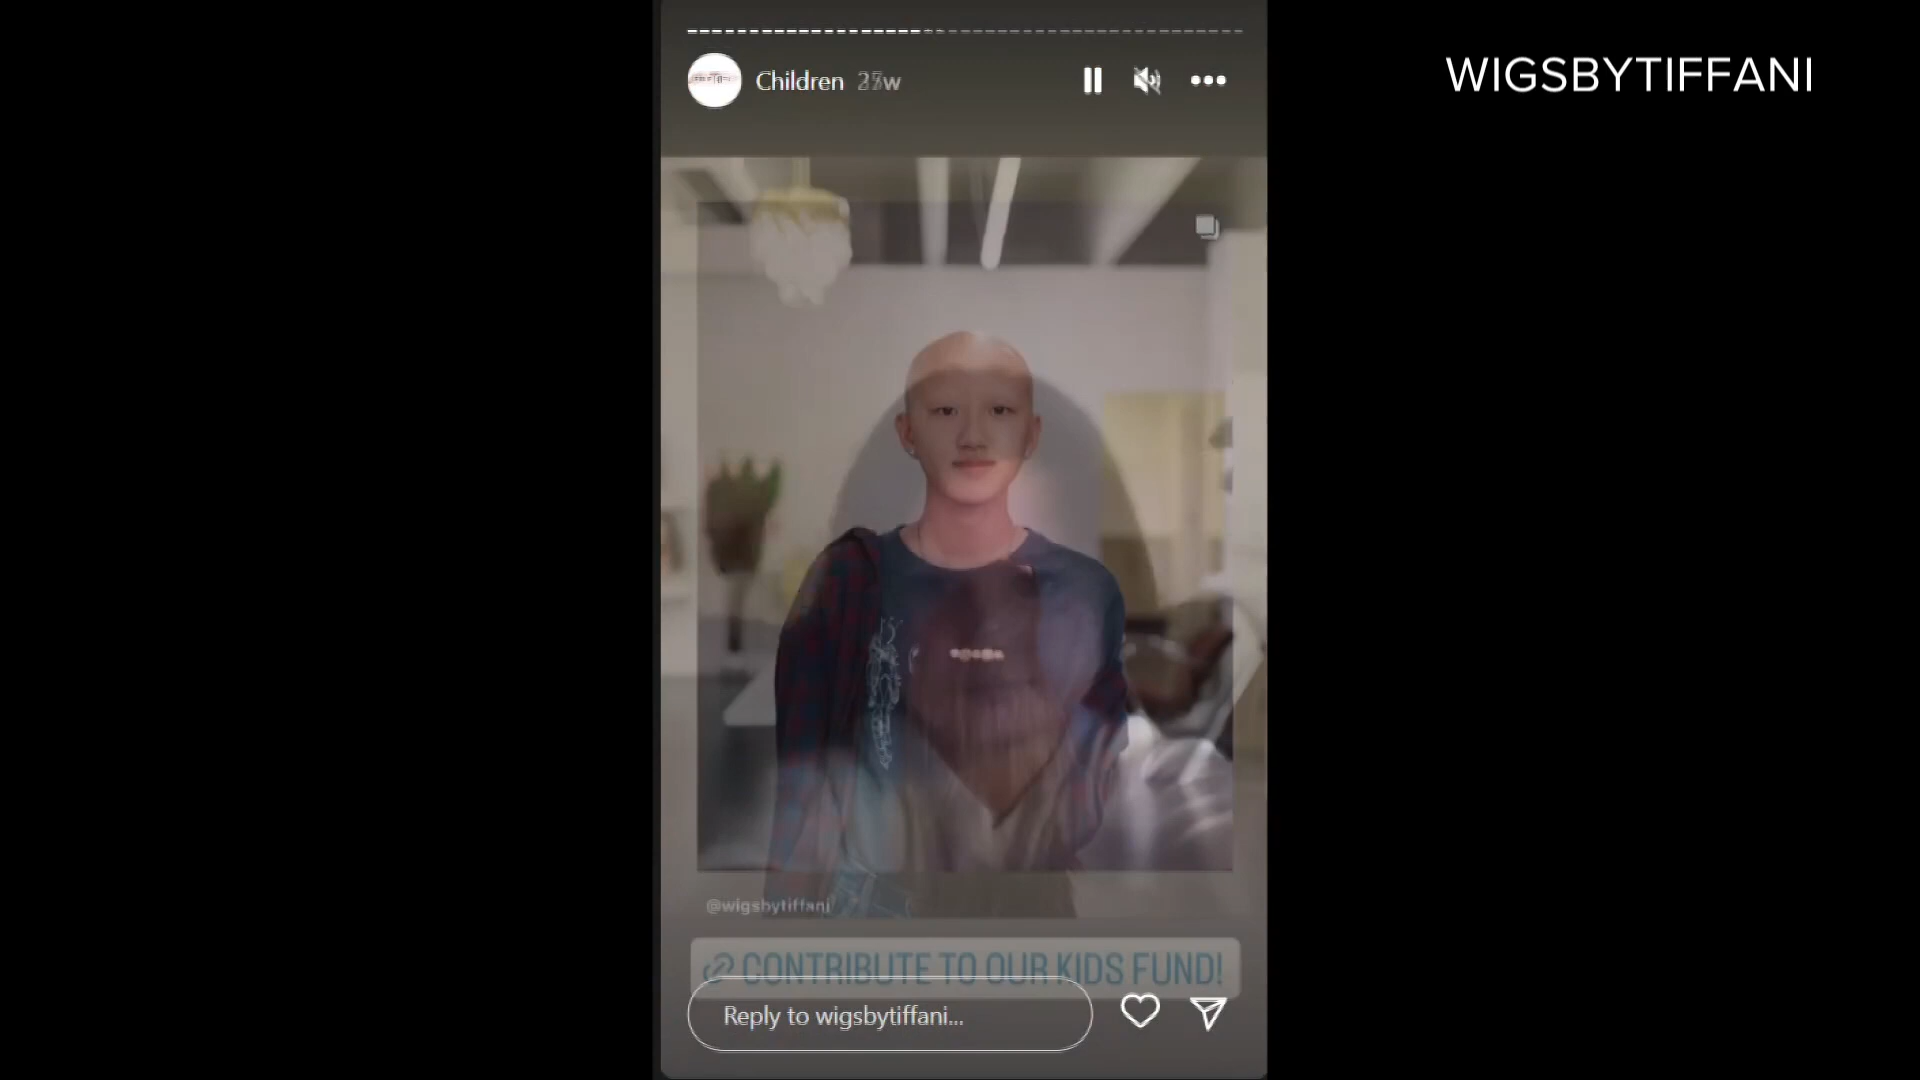 WIGSBYTIFFANI
Children
@wigsbytiffani
CONTRIBUTE TO OUR KIDS FUND!
Reply to wigsbytiffani...